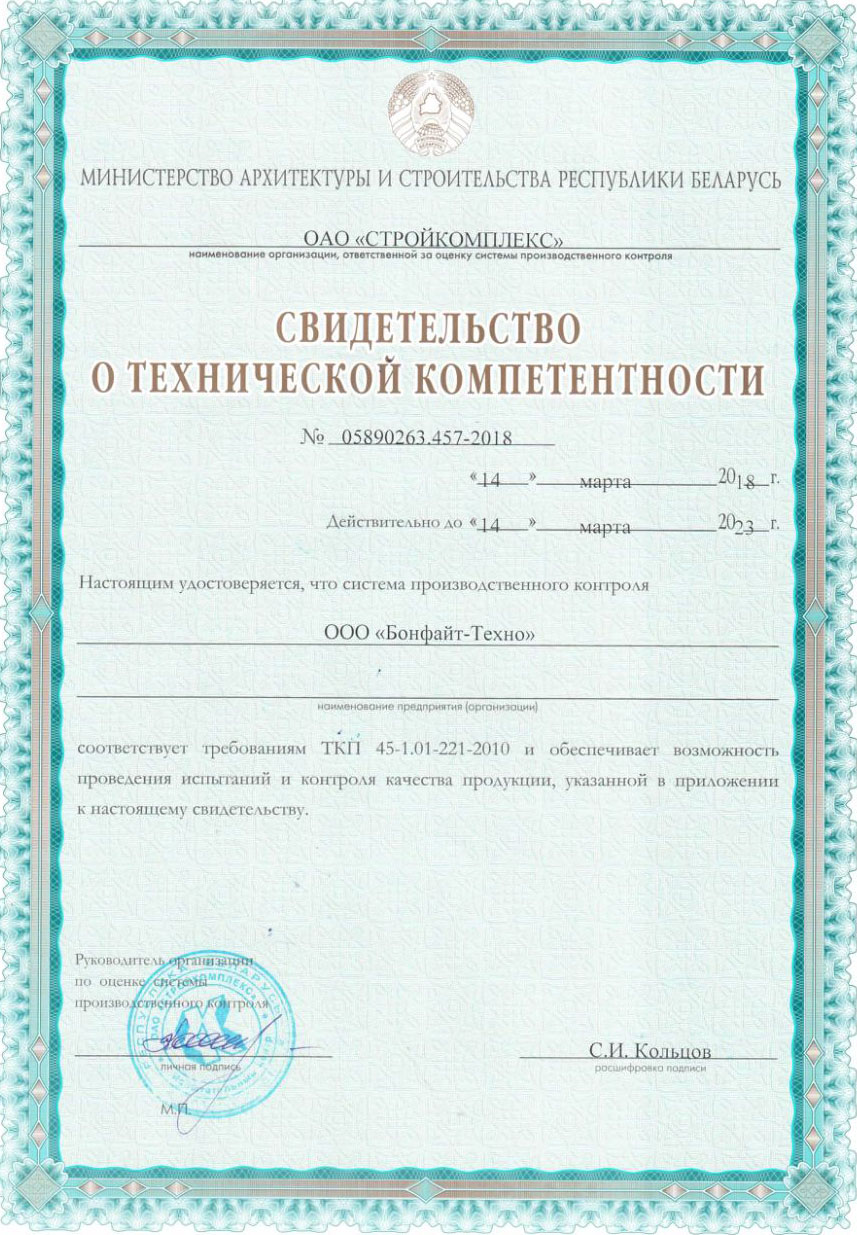 МИНИСТЕРСТВО АРХИТЕКТУРЫ И СТРОИТЕЛЬСТВА РЕСПУБЛИКИ БЕЛАРУСЬ
ОАО «СТРОЙКОМПЛЕКС»
наименование организации, ответственной за оценку системы производственного контроля
СВИДЕТЕЛЬСТВО
О ТЕХНИЧЕСКОЙ КОМПЕТЕНТНОСТИ
№ 05890263.457-2018
«14» марта 2018 г.
Действительно до «14» марта 2023 г.
Настоящим удостоверяется, что система производственного контроля
ООО «Бонфайт-Техно»
наименование предприятия (организации)
соответствует требованиям ТКП 45-1.01-221-2010 и обеспечивает возможность
проведения испытаний и контроля качества продукции, указанной в приложении
к настоящему свидетельству.
Руководитель организации
по оценке системы
производственного контроля
С.И. Кольцов
личная подпись
расшифровка подписи
М.П.